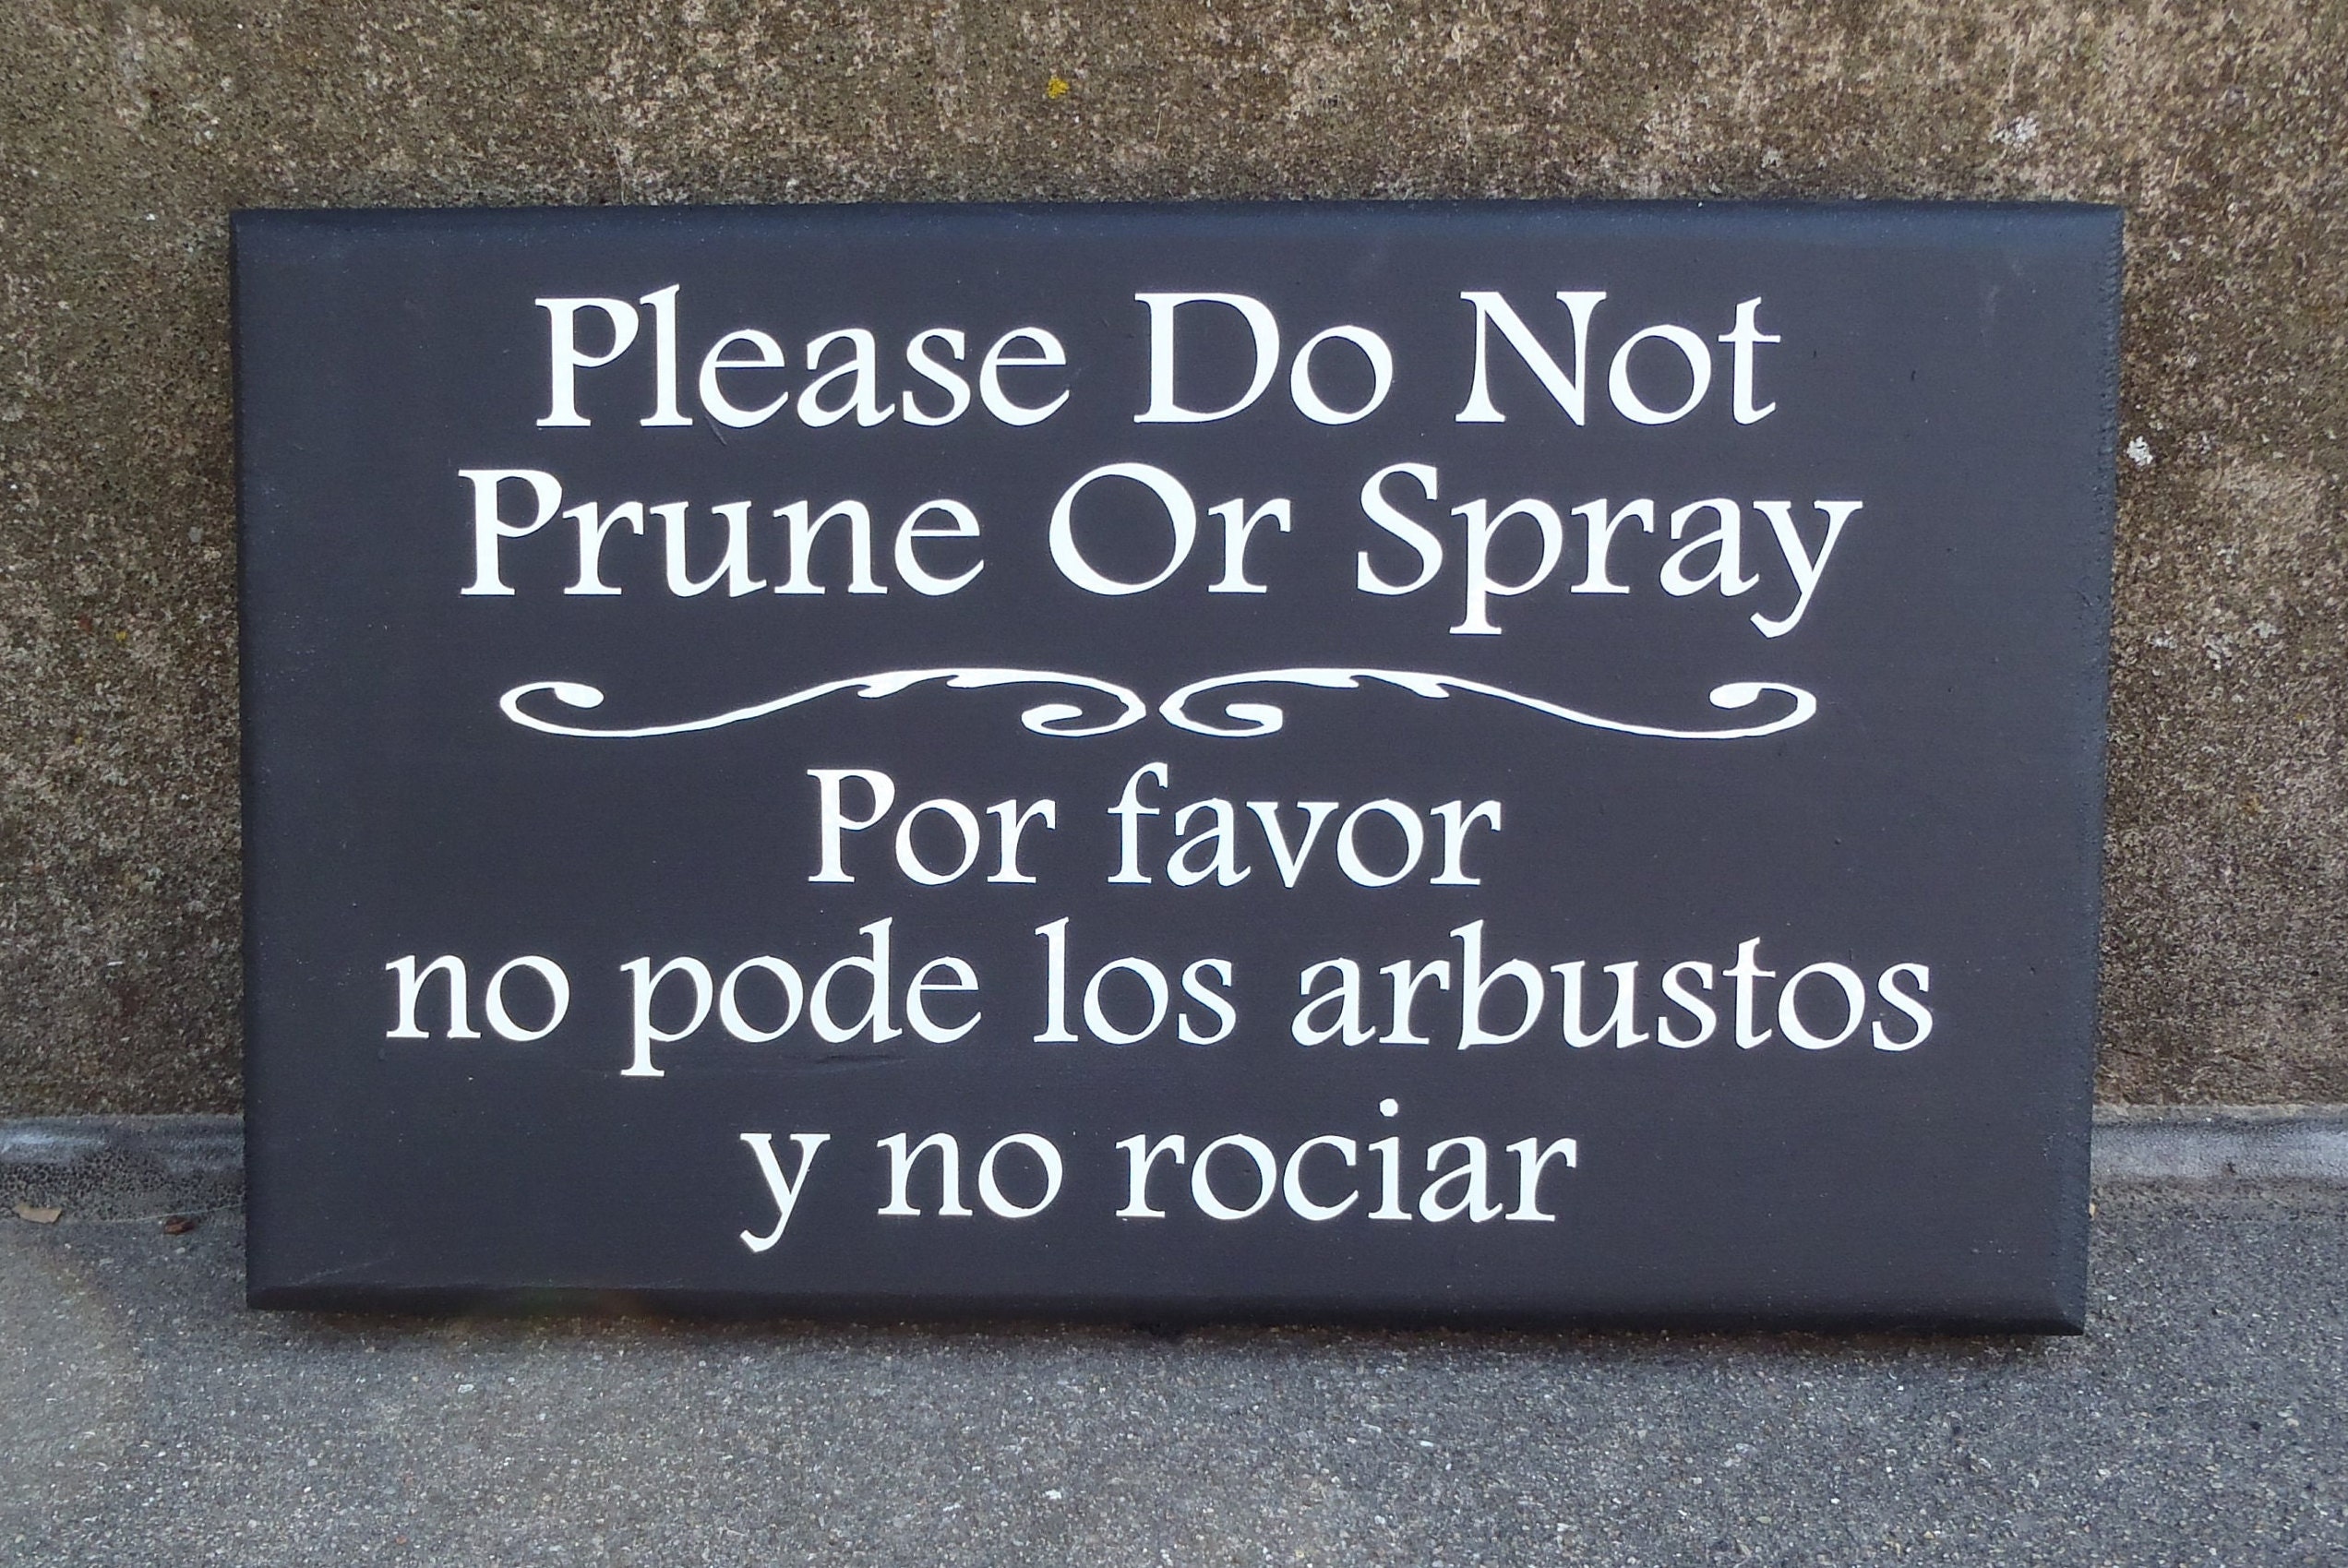 Please Do Not
Prune Or Spray
Por favor
no pode los arbustos
y no rociar